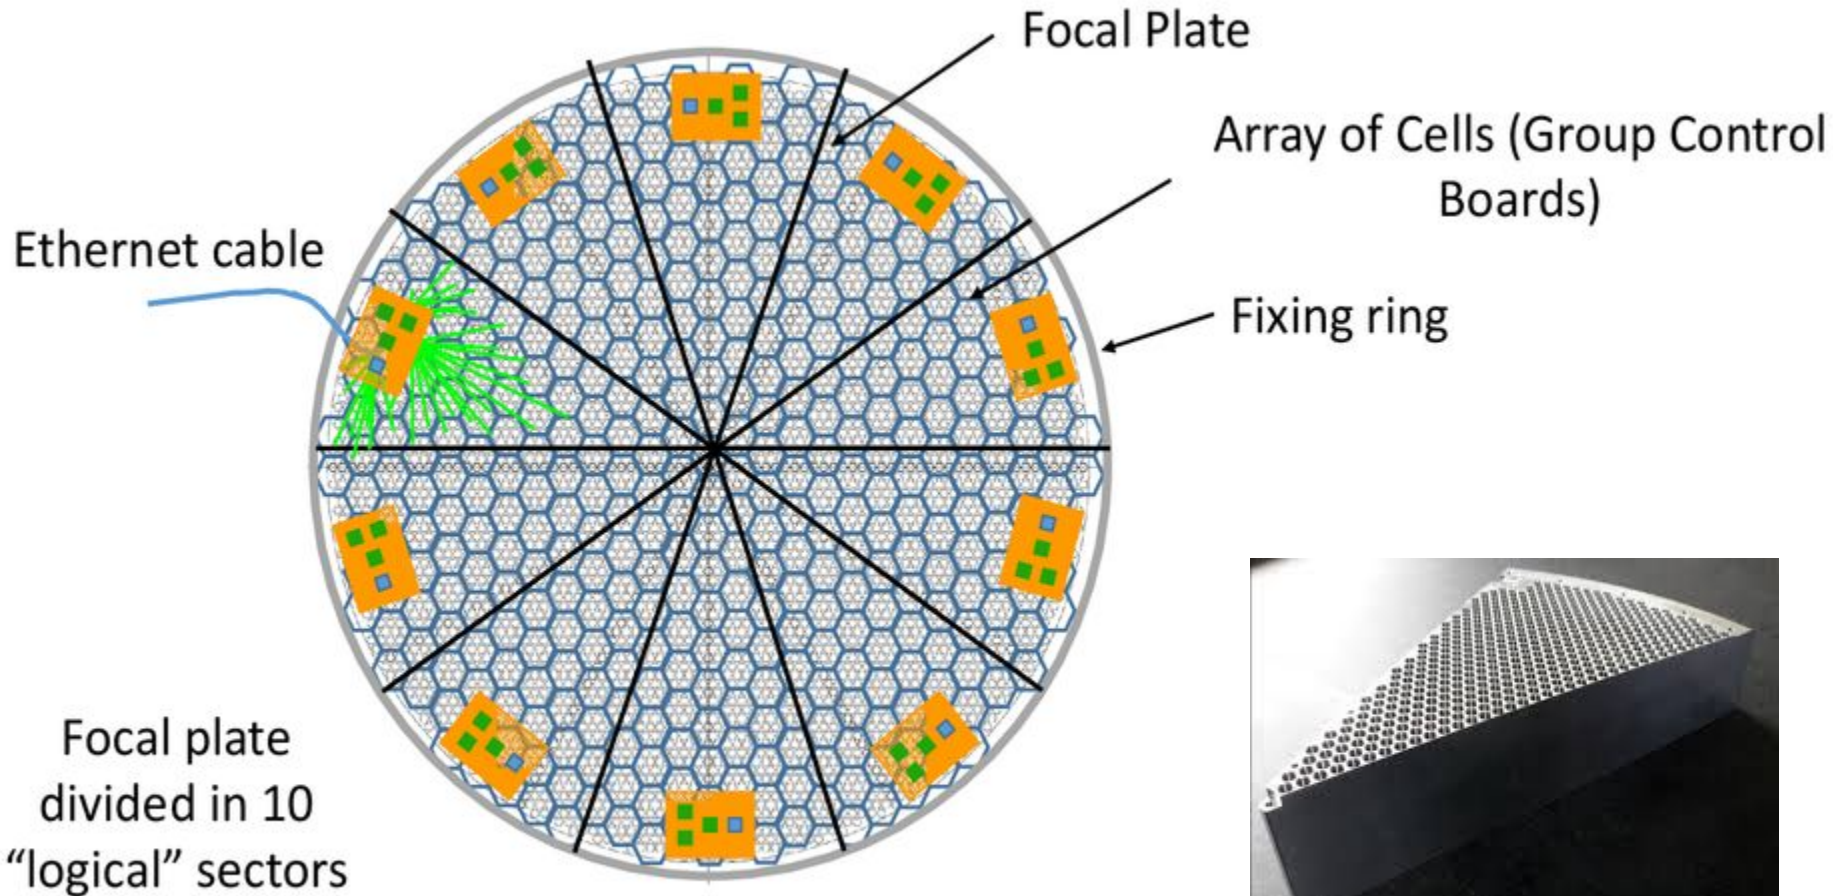 Focal Plate
Array of Cells (Group Control
Boards)
Ethernet cable
Fixing ring
Focal plate
divided in 10
“logical” sectors